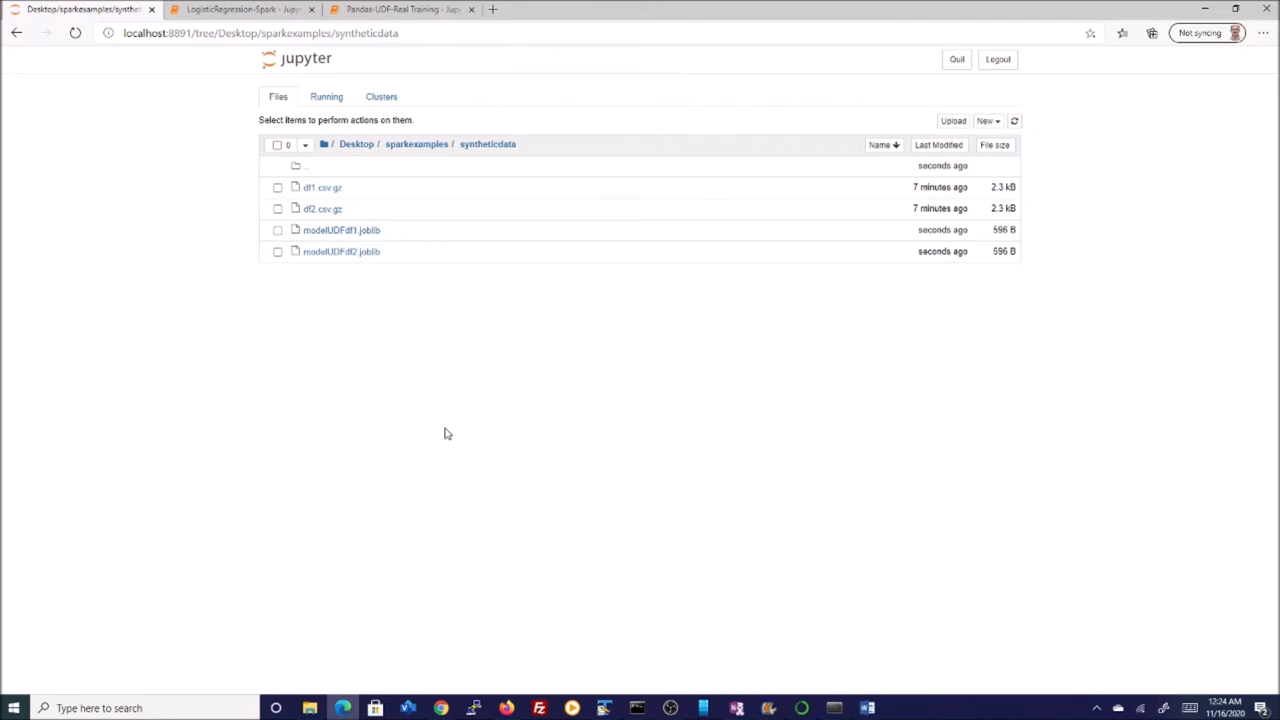 Desktop/sparkexamples/synthet
LogisticRegression-Spark - Jupyt
Pandas-UDF-Real Training - Jup
localhost:8891/tree/Desktop/sparkexamples/syntheticdata
Not syncing
jupyter
Quit
Logout
Files
Running
Clusters
Select items to perform actions on them.
Upload
New
0
/ Desktop / sparkexamples / syntheticdata
Name
Last Modified
File size
..
seconds ago
df1.csv.gz
7 minutes ago
2.3 kB
df2.csv.gz
7 minutes ago
2.3 kB
modelUDFdf1.joblib
seconds ago
596 B
modelUDFdf2.joblib
seconds ago
596 B
Type here to search
12:24 AM
11/16/2020
2